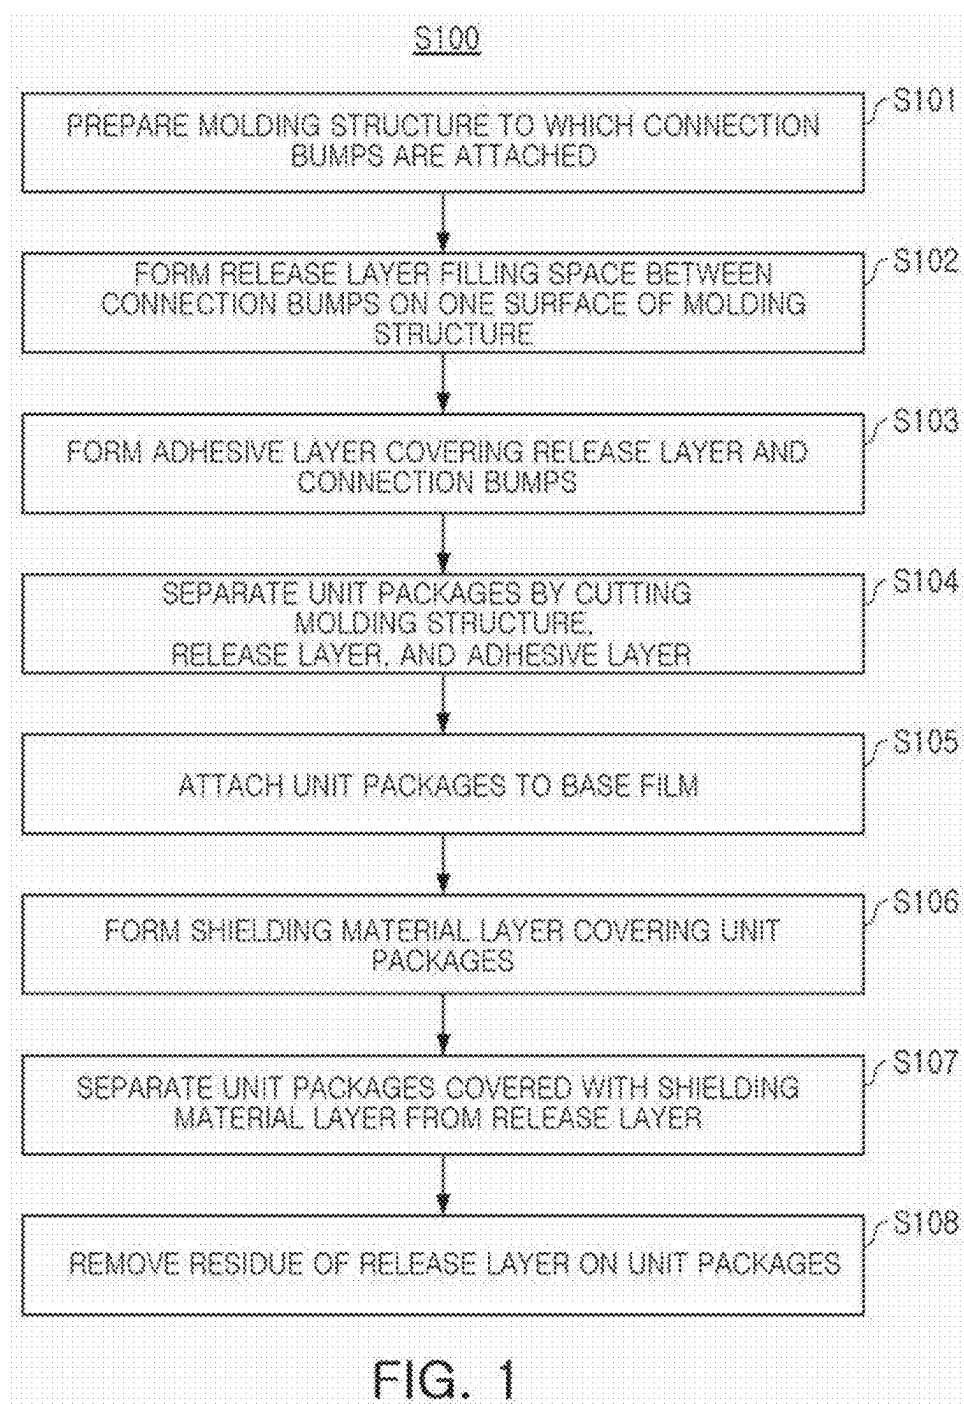 S100
S101
PREPARE MOLDING STRUCTURE TO WHICH CONNECTION
BUMPS ARE ATTACHED
S102
FORM RELEASE LAYER FILLING SPACE BETWEEN
CONNECTION BUMPS ON ONE SURFACE OF MOLDING
STRUCTURE
S103
FORM ADHESIVE LAYER COVERING RELEASE LAYER AND
CONNECTION BUMPS
S104
SEPARATE UNIT PACKAGES BY CUTTING
MOLDING STRUCTURE,
RELEASE LAYER, AND ADHESIVE LAYER
S105
ATTACH UNIT PACKAGES TO BASE FILM
S106
FORM SHIELDING MATERIAL LAYER COVERING UNIT
PACKAGES
S107
SEPARATE UNIT PACKAGES COVERED WITH SHIELDING
MATERIAL LAYER FROM RELEASE LAYER
S108
REMOVE RESIDUE OF RELEASE LAYER ON UNIT PACKAGES
FIG. 1